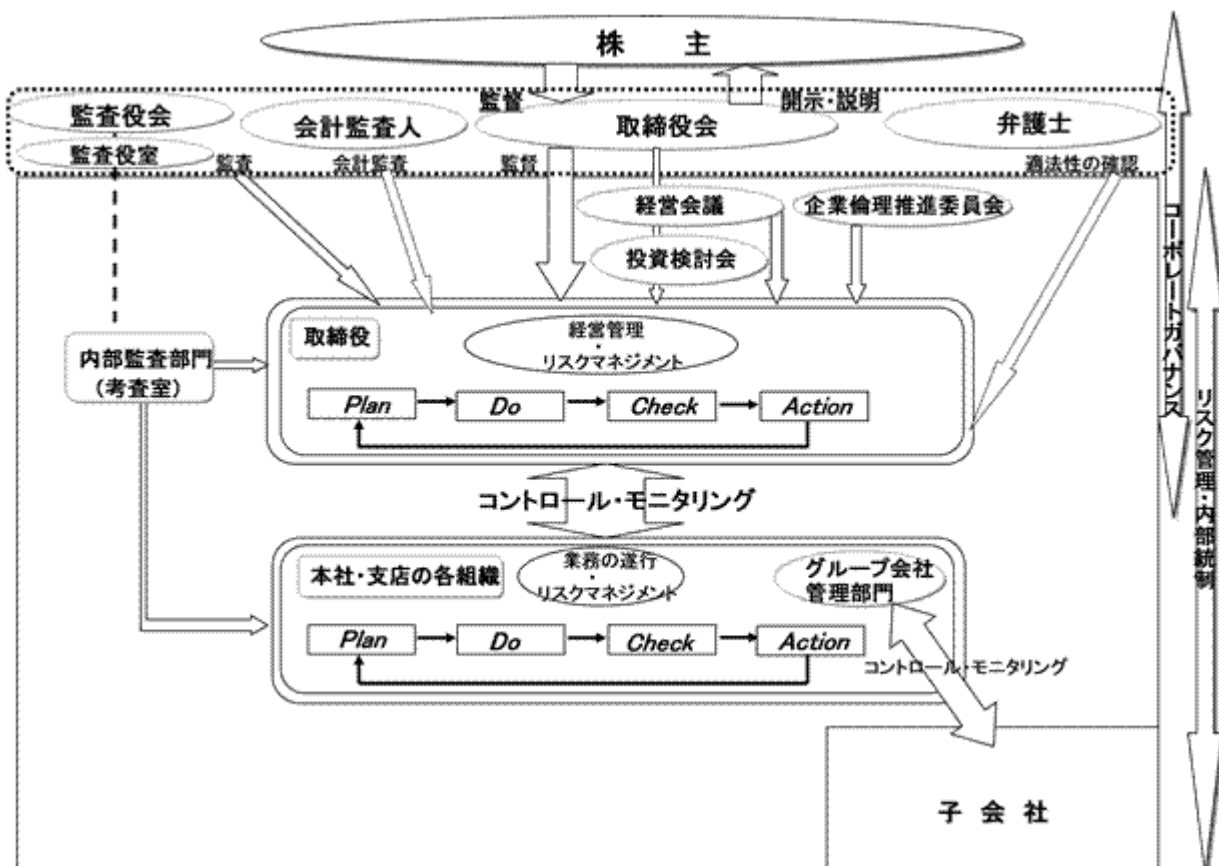 株 主
監督
開示・説明
監査役会
会計監査人
取締役会
弁護士
監査役室
監査
会計監査
監督
適法性の確認
経営会議
企業倫理推進委員会
投資検討会
コーポレートガバナンス
リスク管理・内部統制
取締役
経営管理
・
リスクマネジメント
内部監査部門
(考査室)
Plan
Do
Check
Action
コントロール・モニタリング
本社・支店の各組織
業務の遂行
・
リスクマネジメント
グループ会社
管理部門
Plan
Do
Check
Action
コントロール・モニタリング
子 会 社